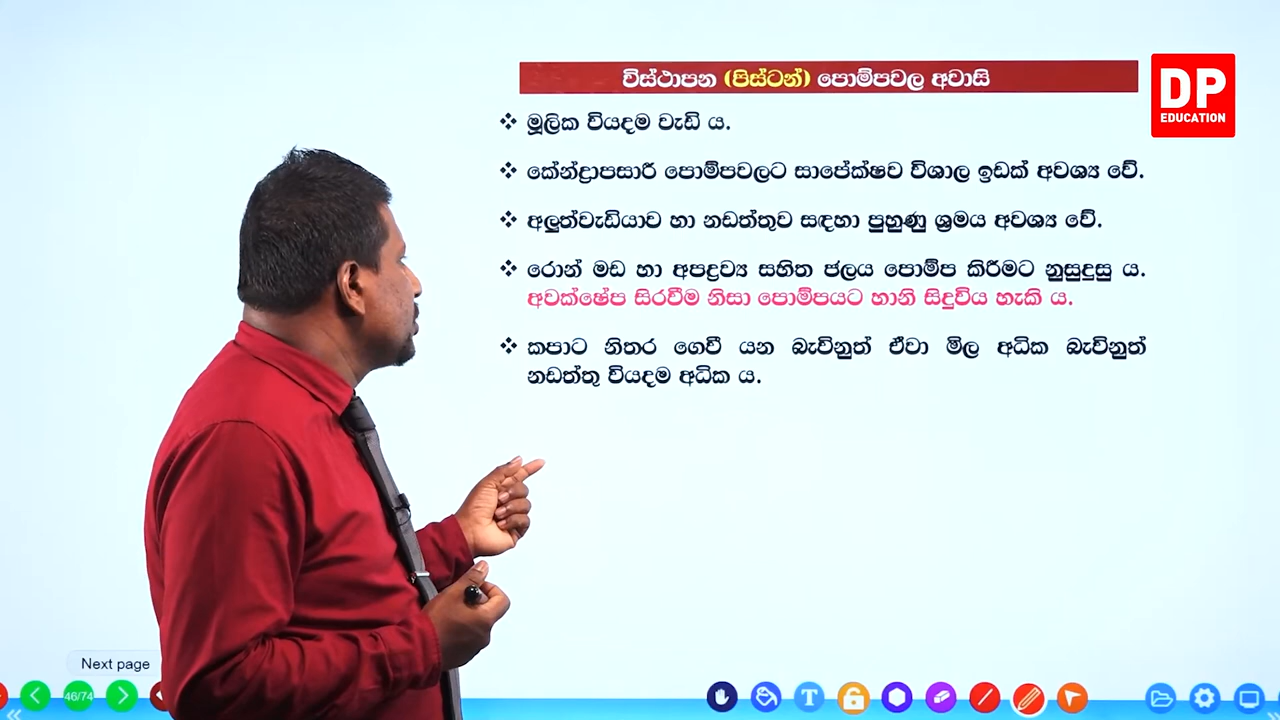 විස්ථාපන (පිස්ටන්) පොම්පවල අවාසි
DP
EDUCATION
❖ මූලික වියදම වැඩි ය.
❖ කේන්ද්‍රාපසාරී පොම්පවලට සාපේක්ෂව විශාල ඉඩක් අවශ්‍ය වේ.
❖ අලුත්වැඩියාව හා නඩත්තුව සඳහා පුහුණු ශ්‍රමය අවශ්‍ය වේ.
❖ රොන් මඩ හා අපද්‍රව්‍ය සහිත ජලය පොම්ප කිරීමට නුසුදුසු ය.
අවක්ෂේප සිරවීම නිසා පොම්පයට හානි සිදුවිය හැකි ය.
❖ කපාට නිතර ගෙවී යන බැවිනුත් ඒවා මිල අධික බැවිනුත්
නඩත්තු වියදම අධික ය.
Next page
46/74
T